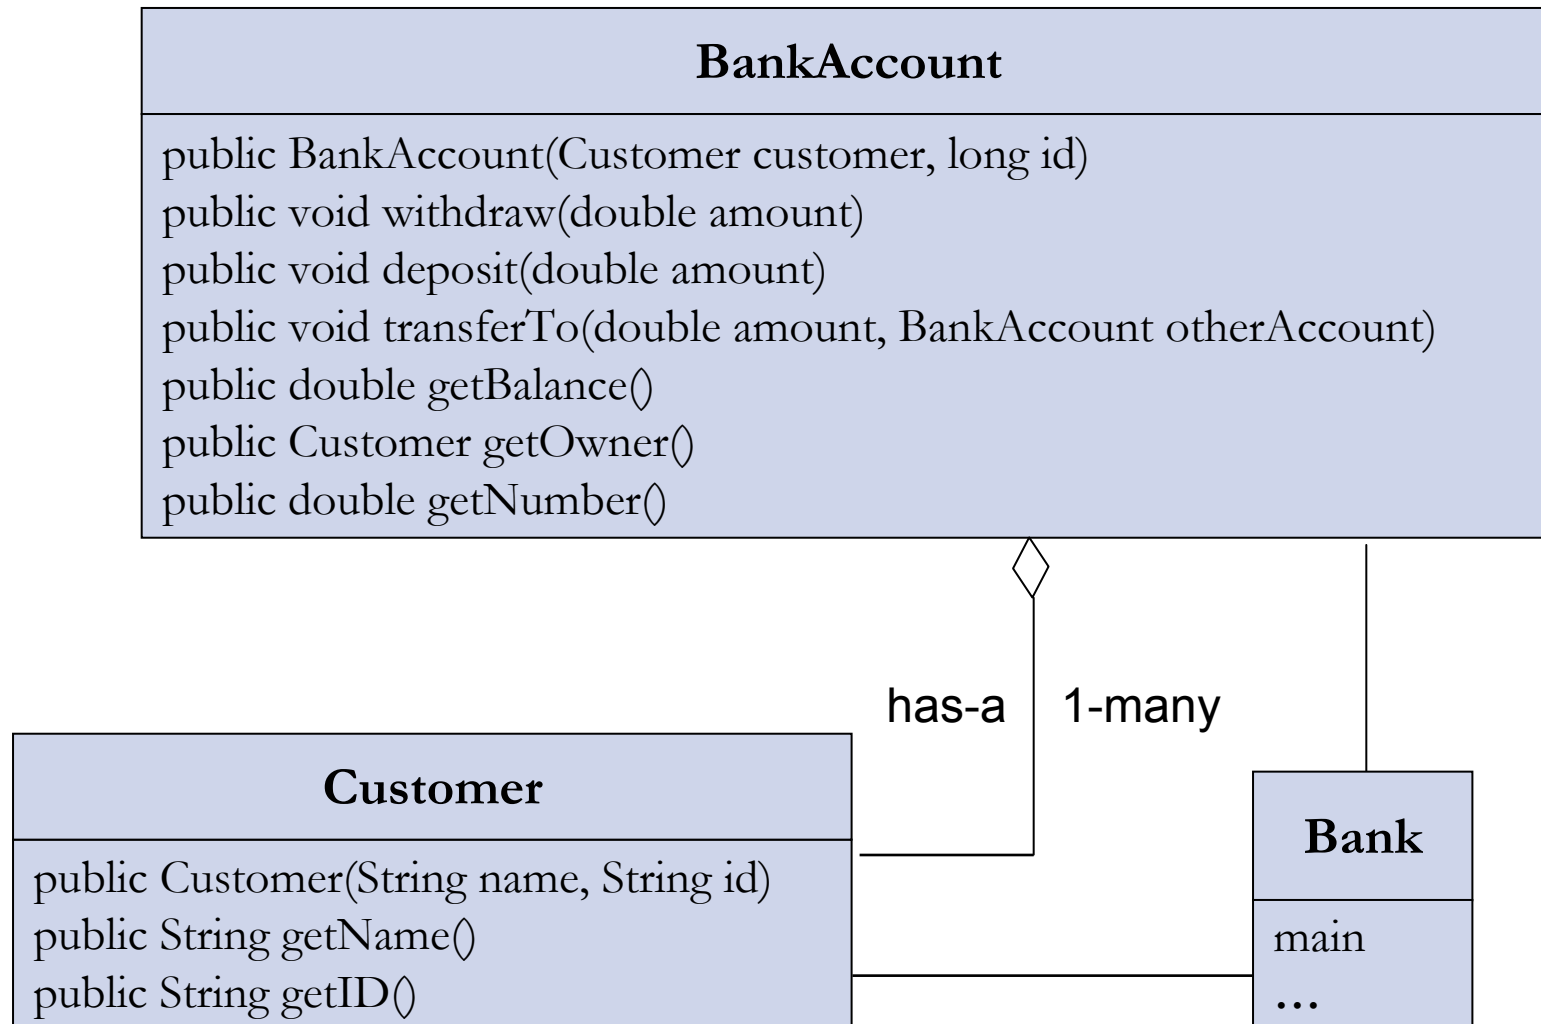 BankAccount
public BankAccount(Customer customer, long id)
public void withdraw(double amount)
public void deposit(double amount)
public void transferTo(double amount, BankAccount otherAccount)
public double getBalance()
public Customer getOwner()
public double getNumber()
has-a
1-many
Customer
public Customer(String name, String id)
public String getName()
public String getID()
Bank
main
…